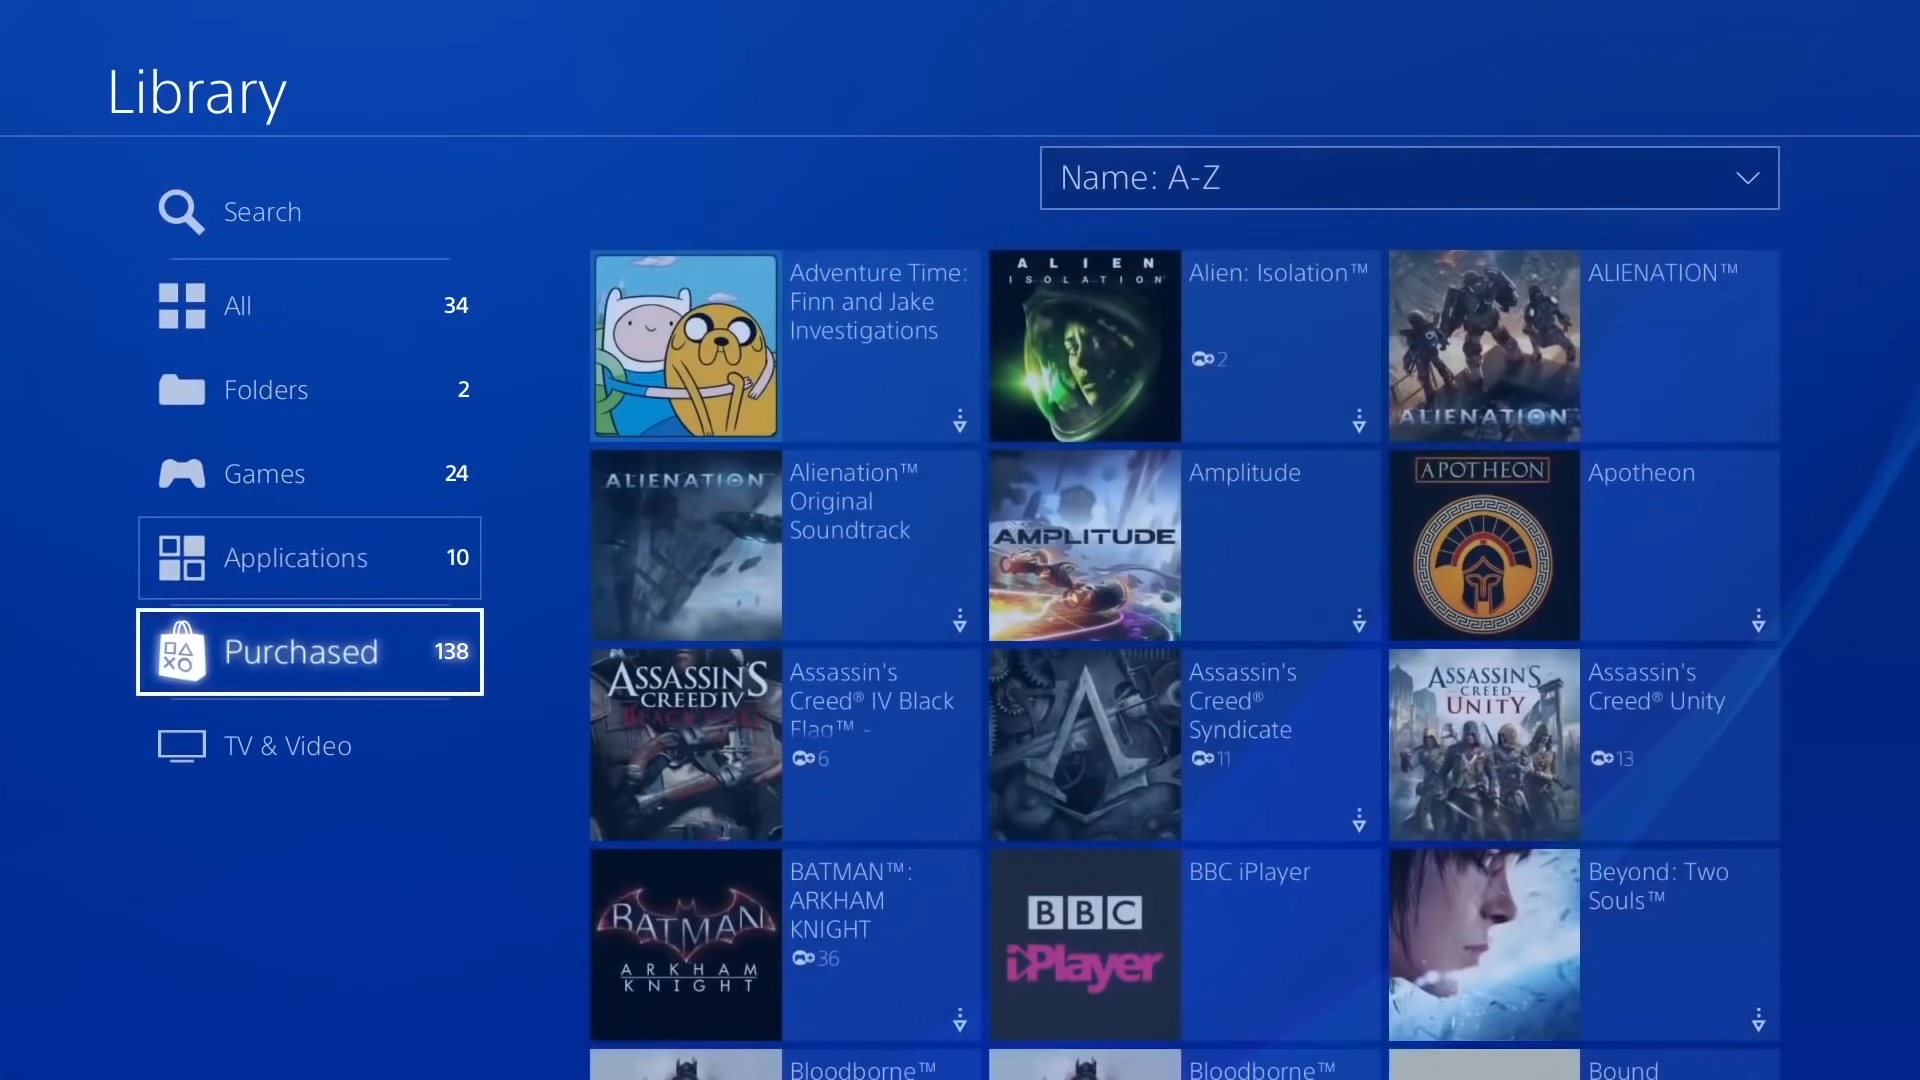 Library
Name: A-Z
Search
All 34
Folders 2
Games 24
Applications 10
Purchased 138
TV & Video
Adventure Time:
Finn and Jake
Investigations
ALIEN
ISOLATION
Alien: Isolation™
2
ALIENATION
ALIENATION™
ALIENATION
Alienation™
Original
Soundtrack
AMPLITUDE
Amplitude
APOTHEON
Apotheon
ASSASSIN'S
CREED IV
BLACK FLAG
Assassin's
Creed® IV Black
Flag™ -
6
Assassin's
Creed®
Syndicate
11
ASSASSIN'S
CREED
UNITY
Assassin's
Creed® Unity
13
BATMAN
ARKHAM
KNIGHT
BATMAN™:
ARKHAM
KNIGHT
36
BBC
iPlayer
BBC iPlayer
Beyond: Two
Souls™
Bloodborne™
Bloodborne™
Bound